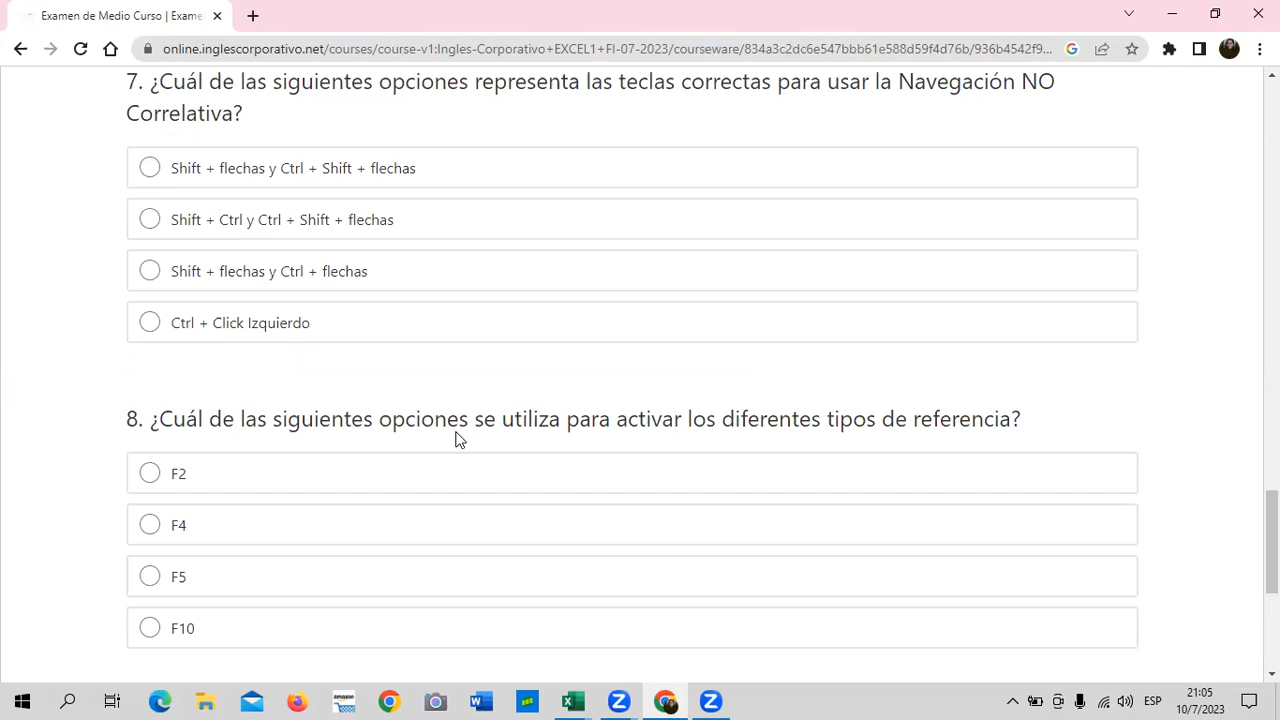 Examen de Medio Curso | Exame
online.inglescorporativo.net/courses/course-v1:Ingles-Corporativo+EXCEL1+FI-07-2023/courseware/834a3c2dc5e547bbb61e588d59f4d76b/936b4542f9...
7. ¿Cuál de las siguientes opciones representa las teclas correctas para usar la Navegación NO
Correlativa?
Shift + flechas y Ctrl + Shift + flechas
Shift + Ctrl y Ctrl + Shift + flechas
Shift + flechas y Ctrl + flechas
Ctrl + Click Izquierdo
8. ¿Cuál de las siguientes opciones se utiliza para activar los diferentes tipos de referencia?
F2
F4
F5
F10
ESP
21:05
10/7/2023